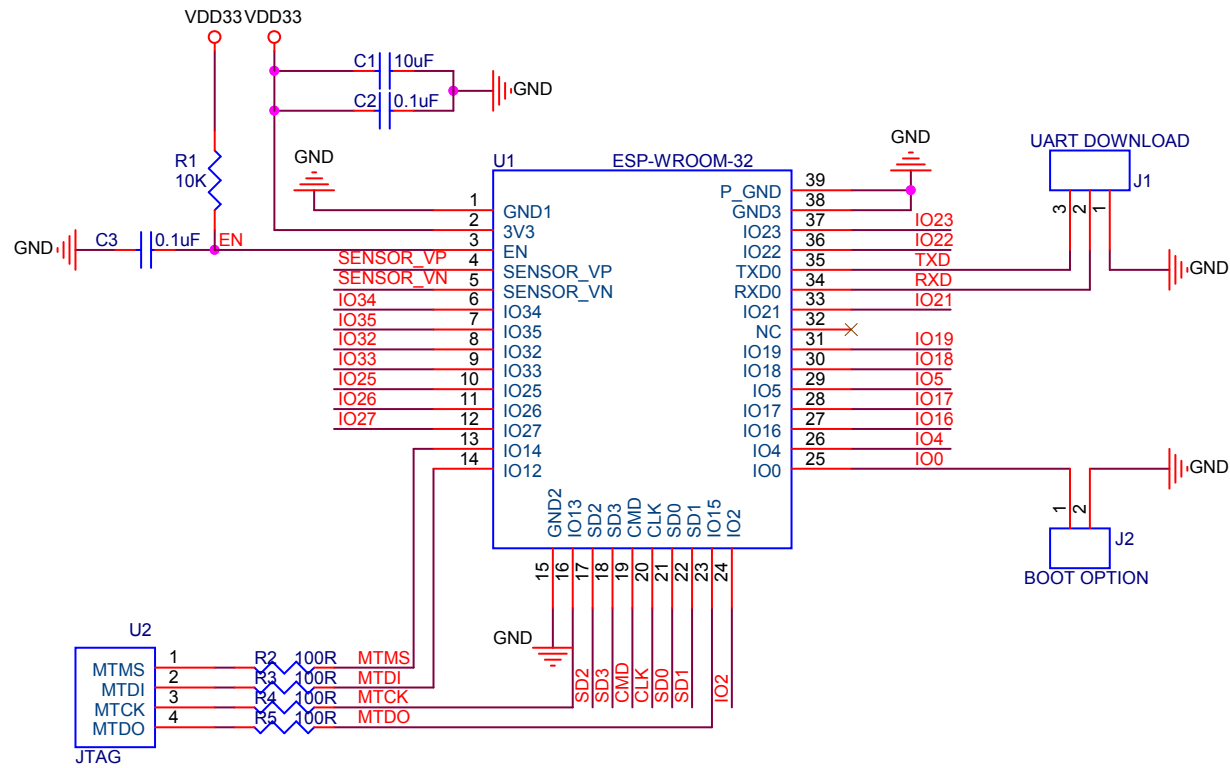 VDD33 VDD33
C1 10uF
GND
C2 0.1uF
R1
10K
GND
C3 0.1uF EN
GND
U1 ESP-WROOM-32
1 GND1
2 3V3
3 EN
SENSOR_VP 4 SENSOR_VP
SENSOR_VN 5 SENSOR_VN
IO34 6 IO34
IO35 7 IO35
IO32 8 IO32
IO33 9 IO33
IO25 10 IO25
IO26 11 IO26
IO27 12 IO27
13 IO14
14 IO12
GND
P_GND 39
GND3 38
IO23 37 IO23
IO22 36 IO22
TXD0 35 TXD
RXD0 34 RXD
IO21 33 IO21
NC 32
IO19 31 IO19
IO18 30 IO18
IO5 29 IO5
IO17 28 IO17
IO16 27 IO16
IO4 26 IO4
IO0 25 IO0
GND2 IO13 SD2 SD3 CMD CLK SD0 SD1 IO15 IO2
15 16 17 18 19 20 21 22 23 24
GND
SD2 SD3 CMD CLK SD0 SD1 IO2
UART DOWNLOAD
J1
3 2 1
GND
GND
1 2
J2
BOOT OPTION
U2
MTMS 1 R2 100R MTMS
MTDI 2 R3 100R MTDI
MTCK 3 R4 100R MTCK
MTDO 4 R5 100R MTDO
JTAG